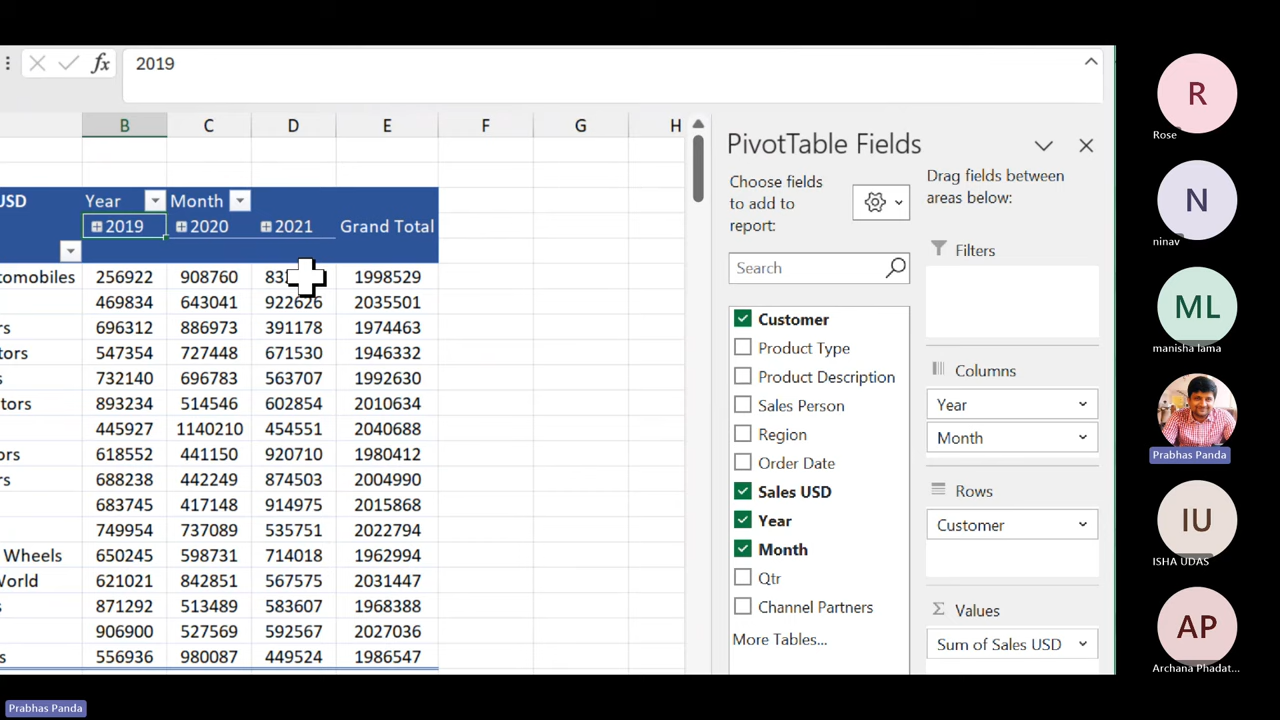 fx 2019
B C D E F G H
USD Year Month
2019 2020 2021 Grand Total
tomobiles 256922 908760 1998529
469834 643041 922626 2035501
rs 696312 886973 391178 1974463
tors 547354 727448 671530 1946332
s 732140 696783 563707 1992630
tors 893234 514546 602854 2010634
445927 1140210 454551 2040688
ors 618552 441150 920710 1980412
rs 688238 442249 874503 2004990
683745 417148 914975 2015868
749954 737089 535751 2022794
Wheels 650245 598731 714018 1962994
World 621021 842851 567575 2031447
s 871292 513489 583607 1968388
906900 527569 592567 2027036
s 556936 980087 449524 1986547
PivotTable Fields
Choose fields
to add to
report:
Search
Customer
Product Type
Product Description
Sales Person
Region
Order Date
Sales USD
Year
Month
Qtr
Channel Partners
More Tables...
Drag fields between
areas below:
Filters
Columns
Year
Month
Rows
Customer
Σ Values
Sum of Sales USD
R
Rose
N
ninav
ML
manisha lama
Prabhas Panda
IU
ISHA UDAS
AP
Archana Phadat...
Prabhas Panda